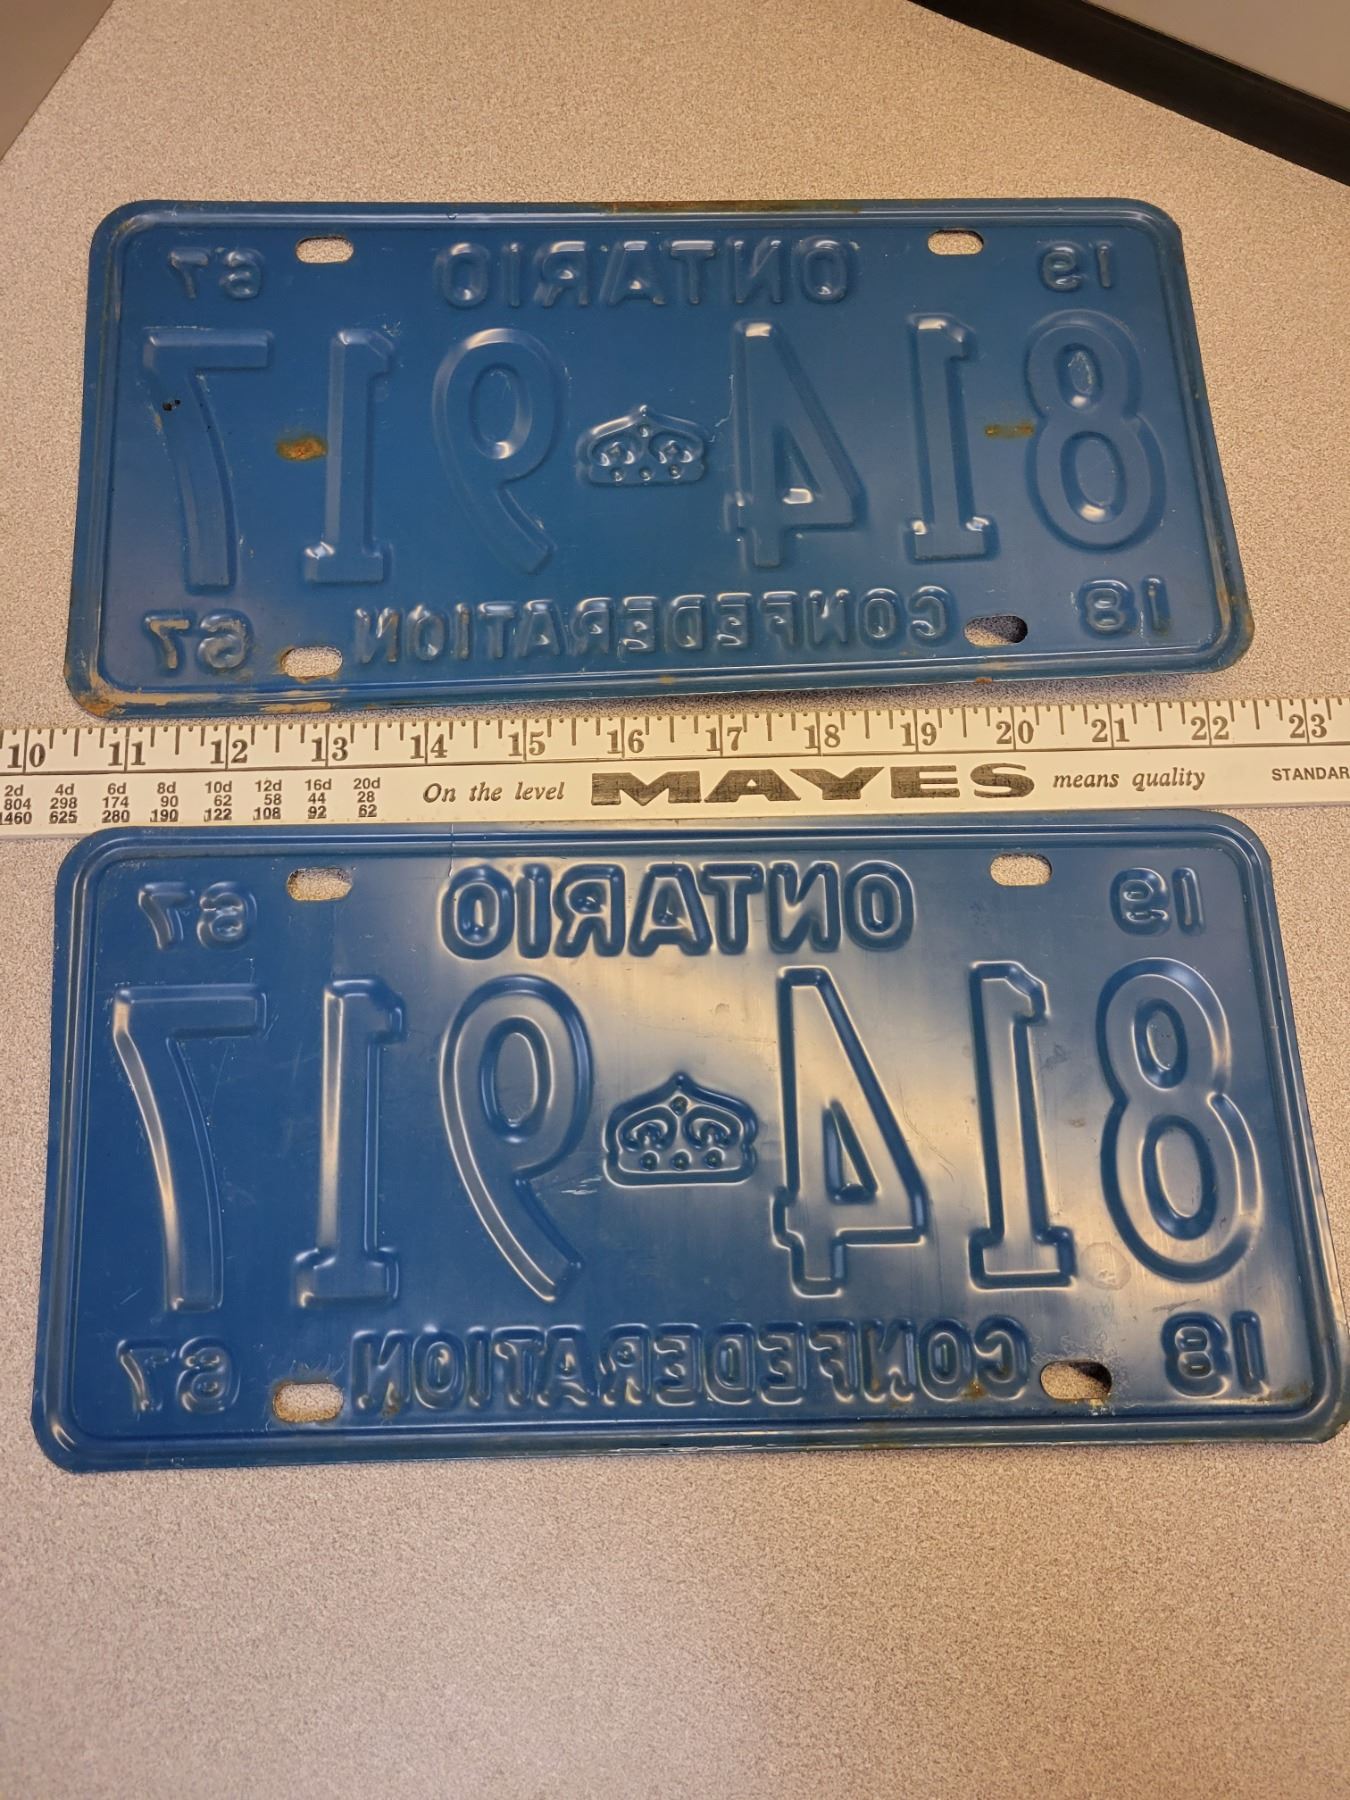 19 ONTARIO 67
814 917
18 CONFEDERATION 67
10 11 12 13 14 15 16 17 18 19 20 21 22 23
2d 4d 6d 8d 10d 12d 16d 20d
804 298 174 90 62 58 44 28
1460 625 280 190 122 108 92 62
On the level MAYES means quality STANDAR
19 ONTARIO 67
814 917
18 CONFEDERATION 67